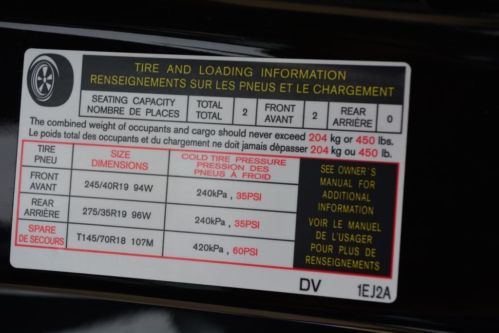 TIRE AND LOADING INFORMATION
RENSEIGNEMENTS SUR LES PNEUS ET LE CHARGEMENT
SEATING CAPACITY
NOMBRE DE PLACES
TOTAL
TOTAL
2
FRONT
AVANT
2
REAR
ARRIÈRE
0
The combined weight of occupants and cargo should never exceed 204 kg or 450 lbs.
Le poids total des occupants et du chargement ne doit jamais dépasser 204 kg ou 450 lb.
TIRE
PNEU
SIZE
DIMENSIONS
COLD TIRE PRESSURE
PRESSION DES
PNEUS À FROID
FRONT
AVANT
245/40R19 94W
240kPa , 35PSI
REAR
ARRIÈRE
275/35R19 96W
240kPa , 35PSI
SPARE
DE SECOURS
T145/70R18 107M
420kPa , 60PSI
SEE OWNER'S
MANUAL FOR
ADDITIONAL
INFORMATION
VOIR LE MANUEL
DE L'USAGER
POUR PLUS DE
RENSEIGNEMENTS
DV
1EJ2A